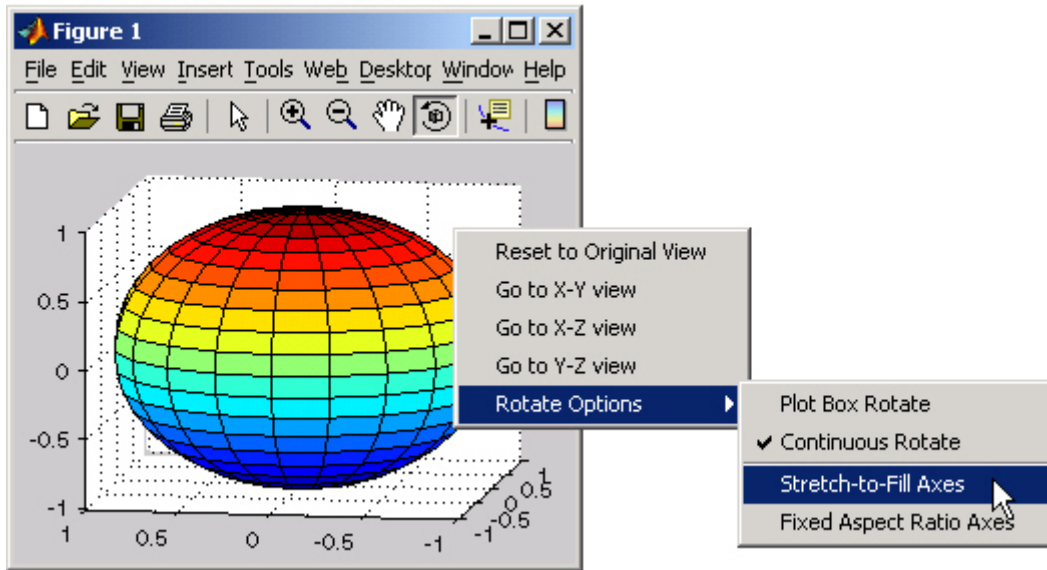 Figure 1
File Edit View Insert Tools Web Desktop Window Help
1
0.5
0
-0.5
-1
1 0.5 0 -0.5 -1
-1 -0.5 0 0.5 1
Reset to Original View
Go to X-Y view
Go to X-Z view
Go to Y-Z view
Rotate Options
Plot Box Rotate
Continuous Rotate
Stretch-to-Fill Axes
Fixed Aspect Ratio Axes